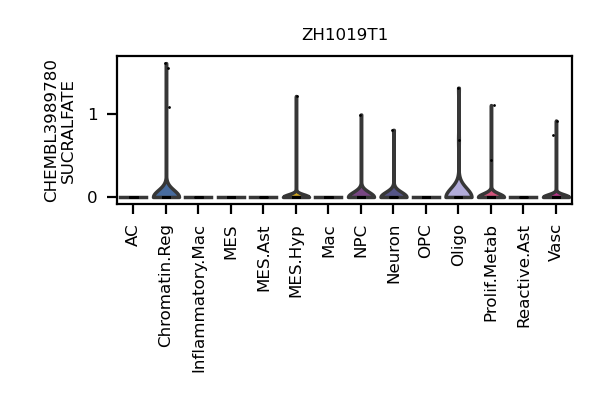 ZH1019T1
CHEMBL3989780
SUCRALFATE
1
0
AC
Chromatin.Reg
Inflammatory.Mac
MES
MES.Ast
MES.Hyp
Mac
NPC
Neuron
OPC
Oligo
Prolif.Metab
Reactive.Ast
Vasc